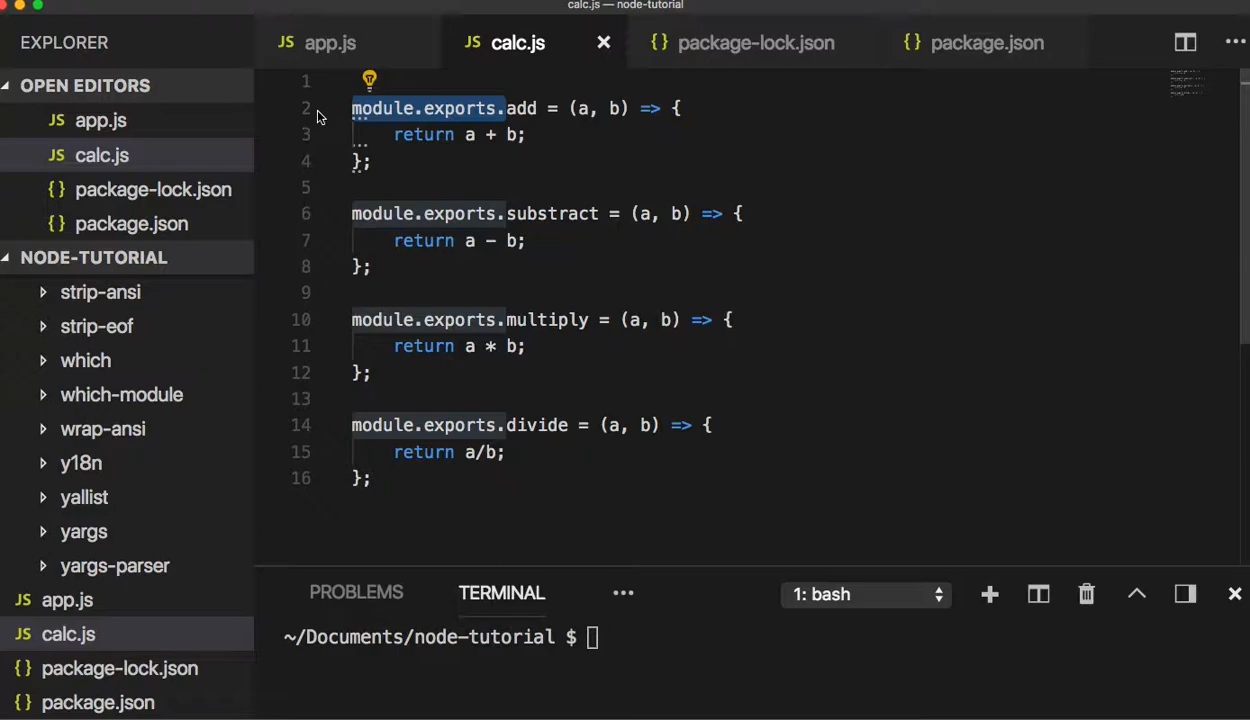 calc.js — node-tutorial
EXPLORER
JS app.js
JS calc.js
{} package-lock.json
{} package.json
OPEN EDITORS
JS app.js
JS calc.js
{} package-lock.json
{} package.json
NODE-TUTORIAL
strip-ansi
strip-eof
which
which-module
wrap-ansi
y18n
yallist
yargs
yargs-parser
JS app.js
JS calc.js
{} package-lock.json
{} package.json
1
2 module.exports.add = (a, b) => {
3 return a + b;
4 };
5
6 module.exports.substract = (a, b) => {
7 return a - b;
8 };
9
10 module.exports.multiply = (a, b) => {
11 return a * b;
12 };
13
14 module.exports.divide = (a, b) => {
15 return a/b;
16 };
PROBLEMS
TERMINAL
1: bash
~/Documents/node-tutorial $